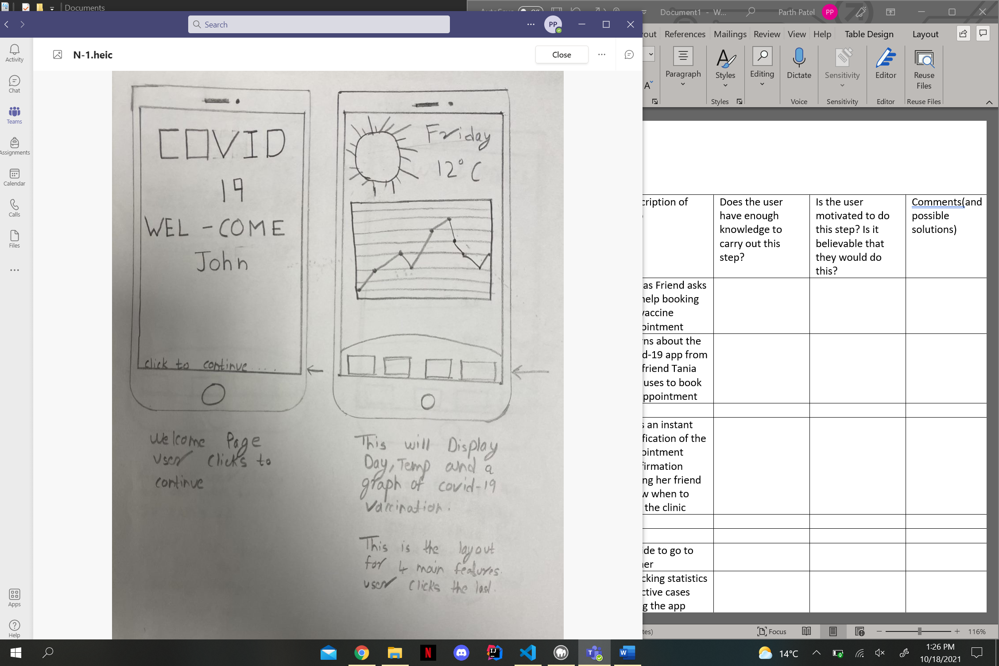 Documents
AutoSave Off
Document1 - W...
Parth Patel
PP
Search
PP
References
Mailings
Review
View
Help
Table Design
Layout
Activity
Chat
Teams
Assignments
Calendar
Calls
Files
Apps
Help
N-1.heic
Close
Paragraph
Styles
Editing
Dictate
Sensitivity
Editor
Reuse
Files
Styles
Voice
Sensitivity
Editor
Reuse Files
COVID
19
WEL - COME
John
click to continue ....
Friday
12° C
Welcome Page
user clicks to
continue
This will Display
Day, Temp and a
graph of covid-19
Vaccination.
This is the layout
for 4 main features.
user clicks the last.
cription of
Does the user
have enough
knowledge to
carry out this
step?
Is the user
motivated to do
this step? Is it
believable that
they would do
this?
Comments(and
possible
solutions)
as Friend asks
help booking
vaccine
ointment
rns about the
d-19 app from
friend Tania
uses to book
ppointment
s an instant
fication of the
ointment
firmation
ng her friend
w when to
the clinic
ide to go to
her
cking statistics
ctive cases
g the app
tes)
Focus
116%
14°C
1:26 PM
10/18/2021